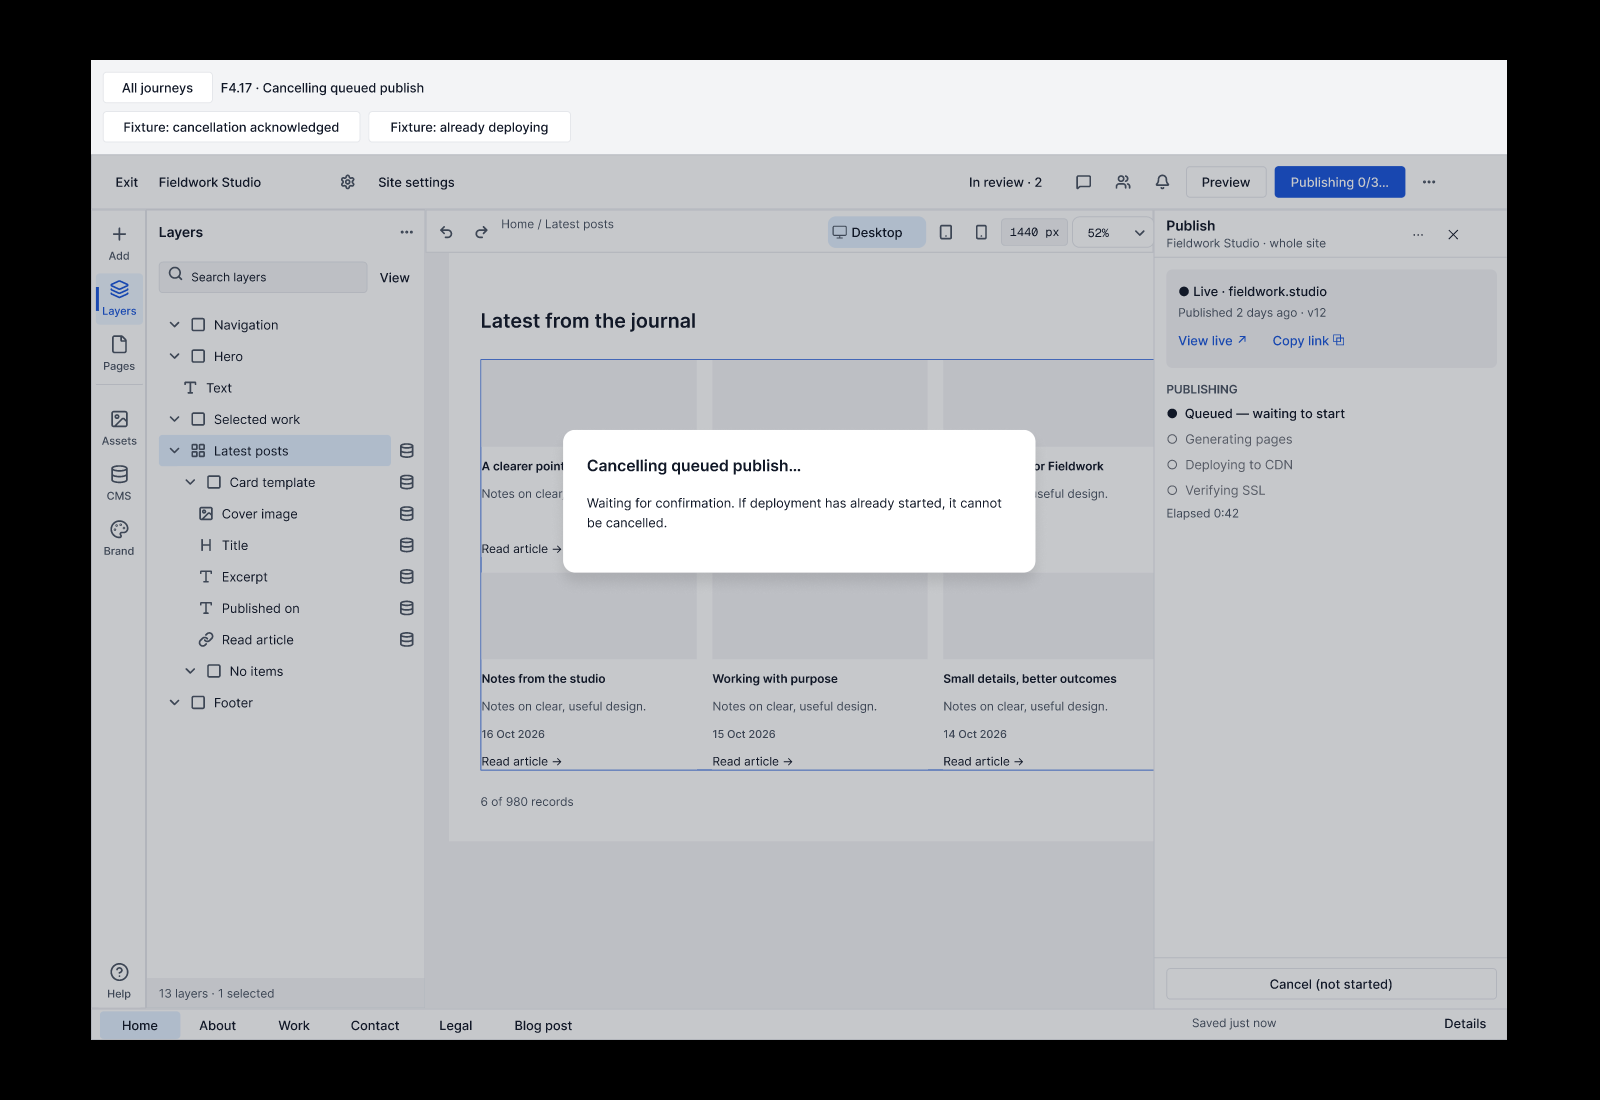 All journeys
F4.17 · Cancelling queued publish
Fixture: cancellation acknowledged
Fixture: already deploying
Exit
Fieldwork Studio
Site settings
In review · 2
Preview
Publishing 0/3...
Add
Layers
Pages
Assets
CMS
Brand
Help
Layers
Search layers
View
Navigation
Hero
Text
Selected work
Latest posts
Card template
Cover image
Title
Excerpt
Published on
Read article
No items
Footer
13 layers · 1 selected
Home / Latest posts
Desktop
1440 px
52%
Latest from the journal
A clearer point
Notes on clear
Read article →
or Fieldwork
useful design.
Cancelling queued publish...
Waiting for confirmation. If deployment has already started, it cannot
be cancelled.
Notes from the studio
Notes on clear, useful design.
16 Oct 2026
Read article →
Working with purpose
Notes on clear, useful design.
15 Oct 2026
Read article →
Small details, better outcomes
Notes on clear, useful design.
14 Oct 2026
Read article →
6 of 980 records
Publish
Fieldwork Studio · whole site
Live · fieldwork.studio
Published 2 days ago · v12
View live ↗
Copy link
PUBLISHING
Queued — waiting to start
Generating pages
Deploying to CDN
Verifying SSL
Elapsed 0:42
Cancel (not started)
Home
About
Work
Contact
Legal
Blog post
Saved just now
Details